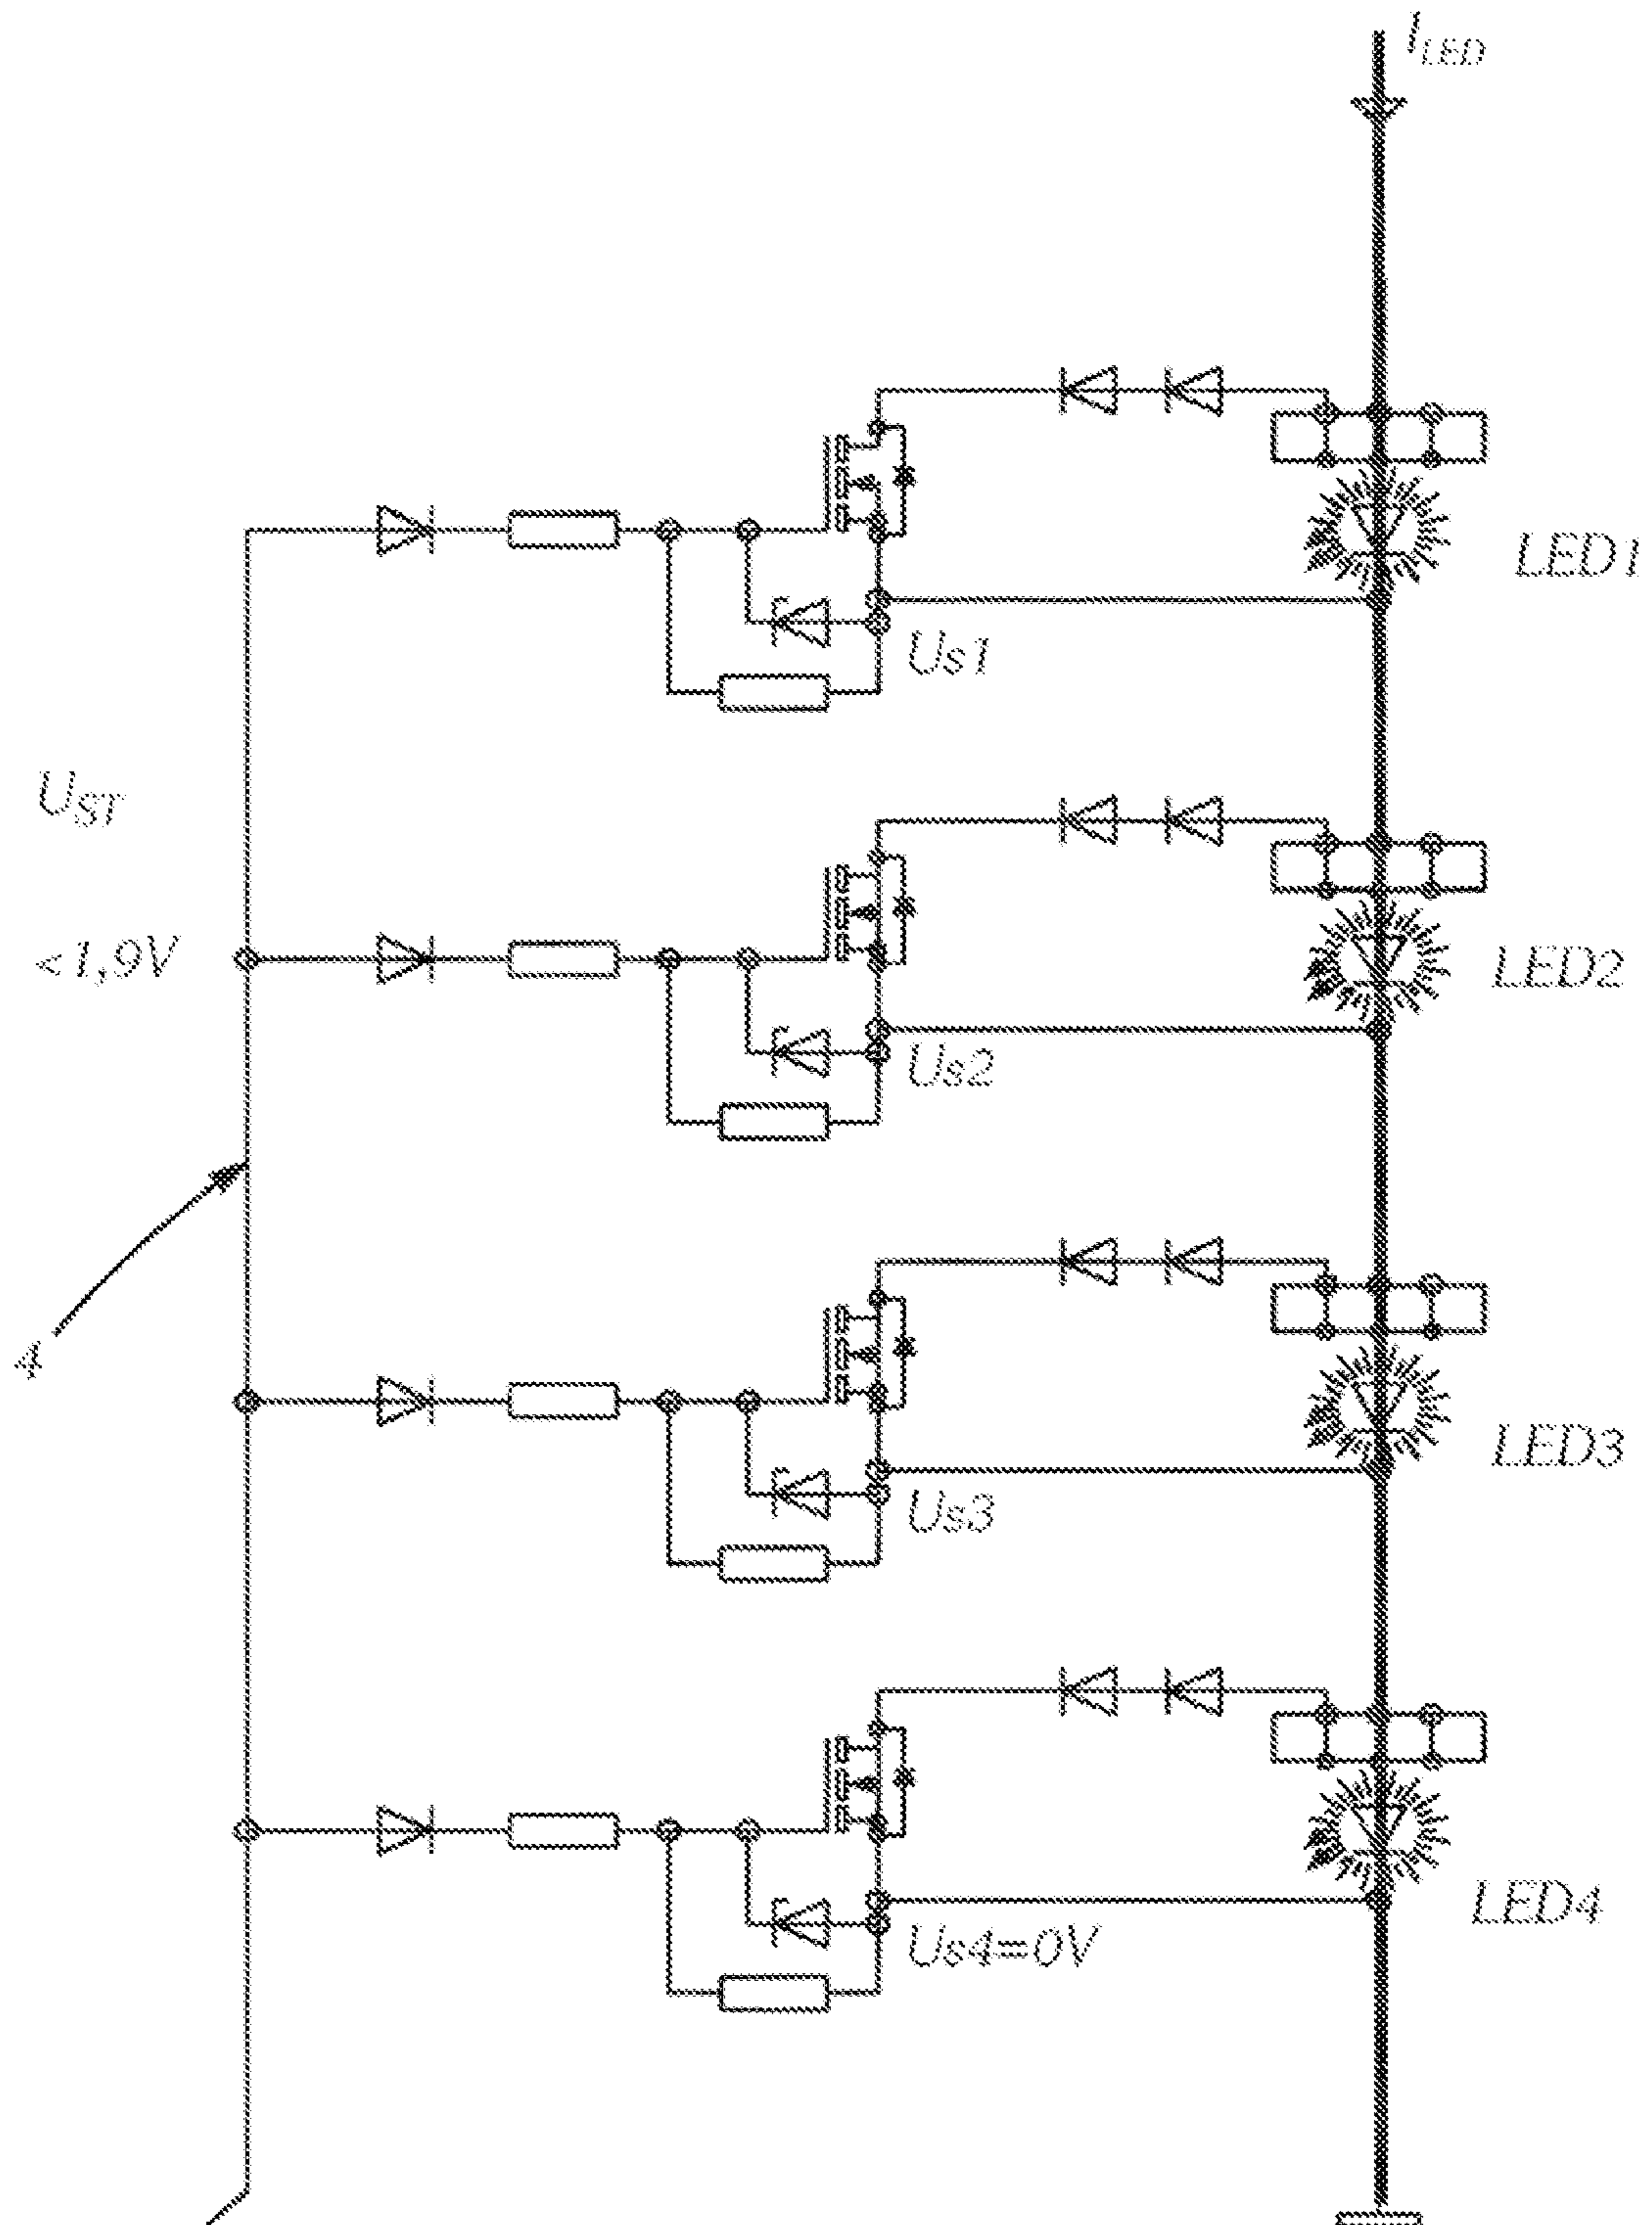 I_LED
LED1
Us1
U_ST
<1,9V
LED2
Us2
4
LED3
Us3
LED4
Us4=0V